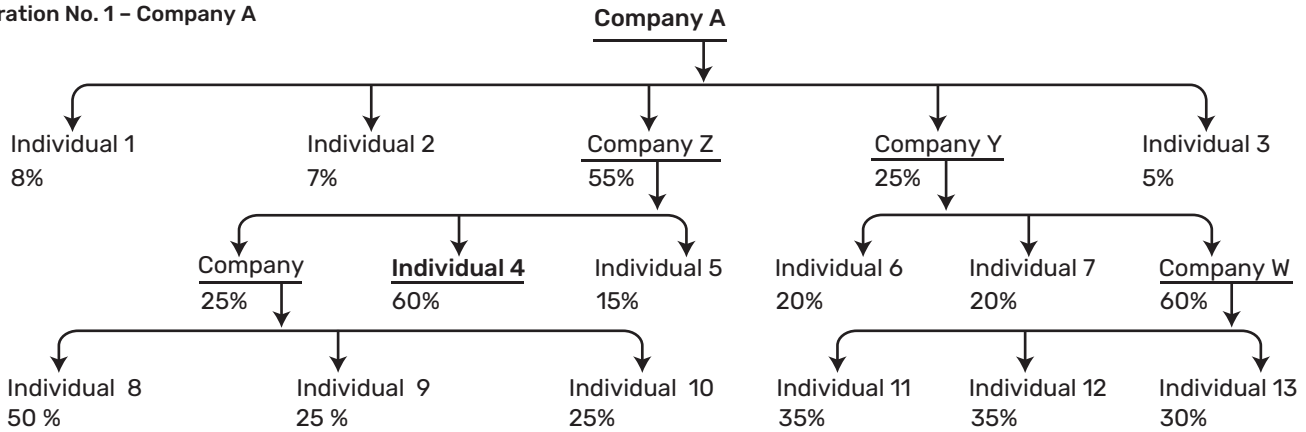 ration No. 1 – Company A
Company A
Individual 1 Individual 2 Company Z Company Y Individual 3
8% 7% 55% 25% 5%
Company Individual 4 Individual 5 Individual 6 Individual 7 Company W
25% 60% 15% 20% 20% 60%
Individual 8 Individual 9 Individual 10 Individual 11 Individual 12 Individual 13
50 % 25 % 25% 35% 35% 30%